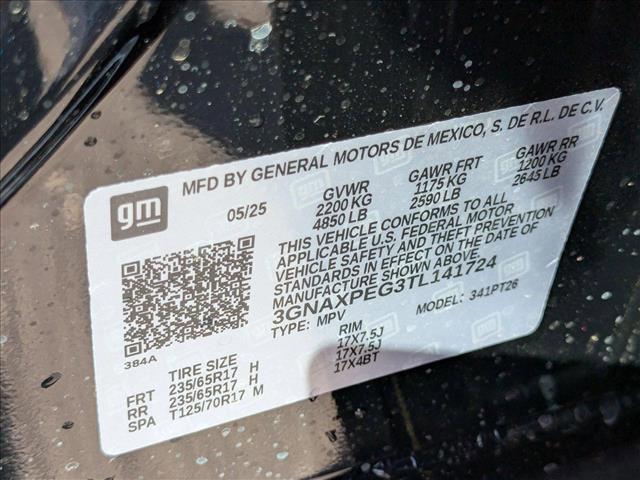 gm
MFD BY GENERAL MOTORS DE MEXICO, S. DE R.L. DE C.V.
05/25
GVWR GAWR FRT GAWR RR
2200 KG 1175 KG 1200 KG
4850 LB 2590 LB 2645 LB
THIS VEHICLE CONFORMS TO ALL
APPLICABLE U.S. FEDERAL MOTOR
VEHICLE SAFETY AND THEFT PREVENTION
STANDARDS IN EFFECT ON THE DATE OF
MANUFACTURE SHOWN ABOVE.
3GNAXPEG3TL141724
TYPE: MPV MODEL: 341PT26
384A
TIRE SIZE RIM
FRT 235/65R17 H 17X7.5J
RR 235/65R17 H 17X7.5J
SPA T125/70R17 M 17X4BT